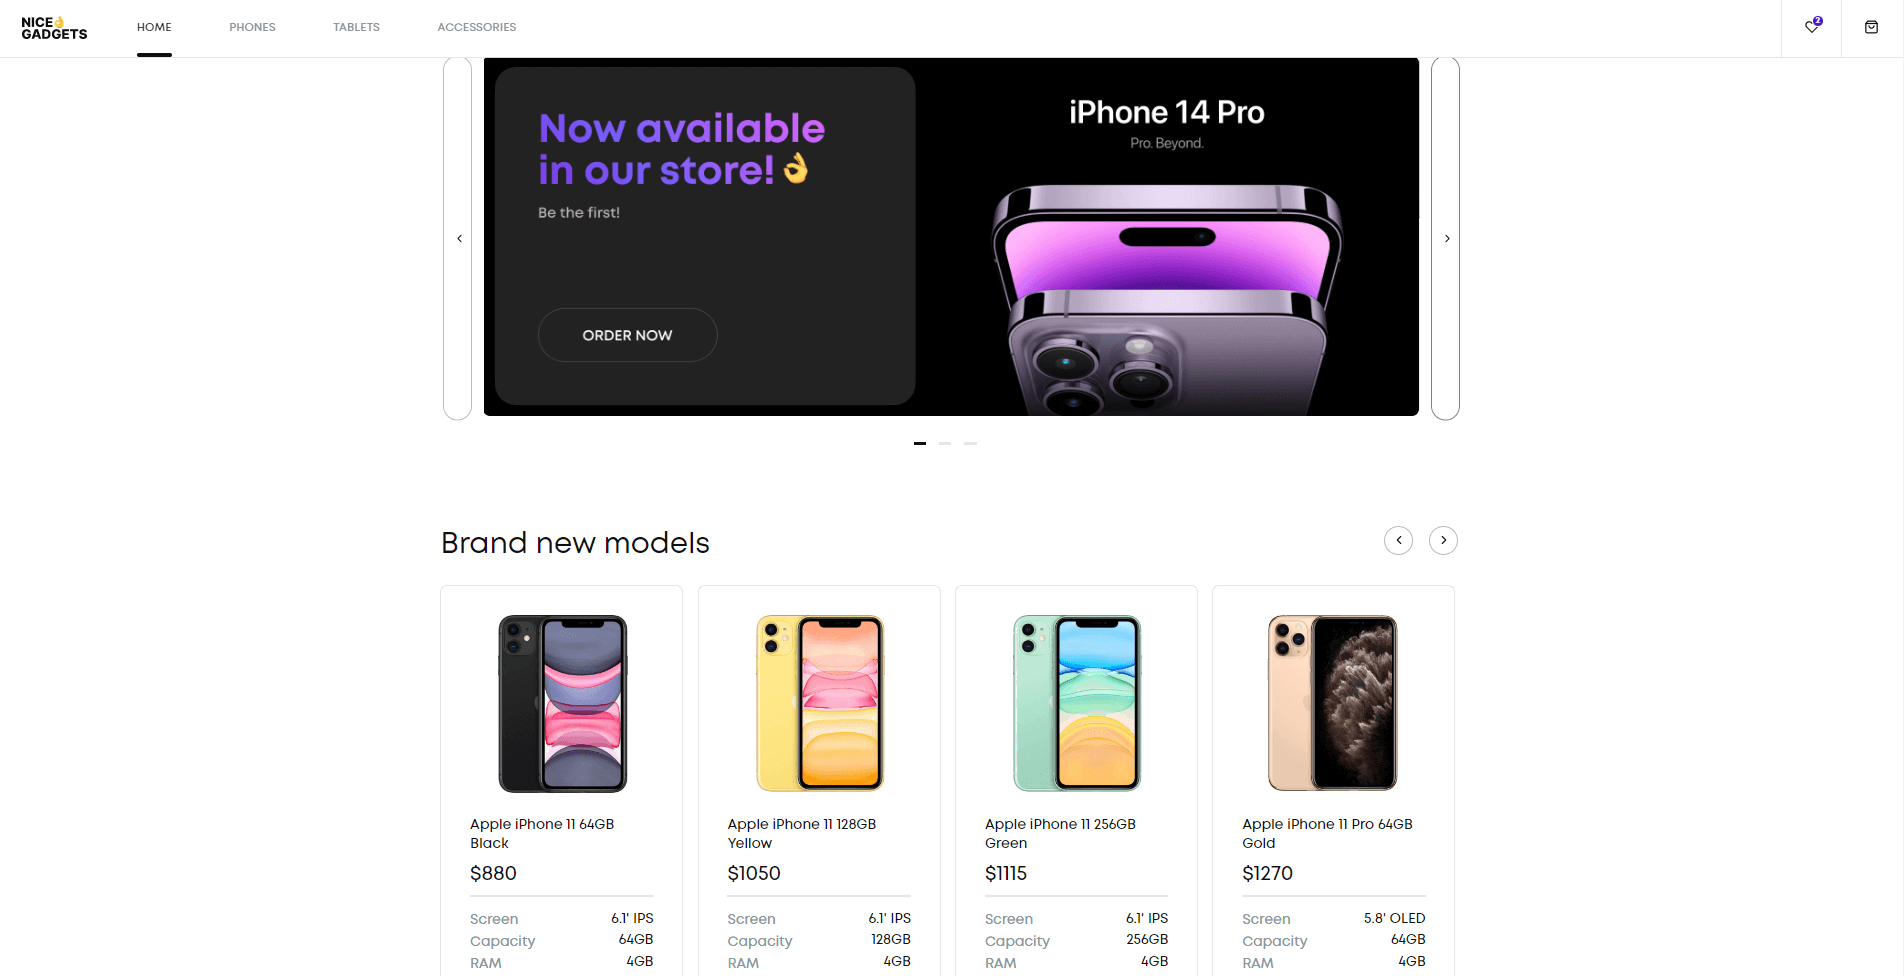 NICE👌
GADGETS
HOME
PHONES
TABLETS
ACCESSORIES
2
Now available
in our store!👌
Be the first!
ORDER NOW
iPhone 14 Pro
Pro. Beyond.
Brand new models
Apple iPhone 11 64GB
Black
$880
Screen 6.1' IPS
Capacity 64GB
RAM 4GB
Apple iPhone 11 128GB
Yellow
$1050
Screen 6.1' IPS
Capacity 128GB
RAM 4GB
Apple iPhone 11 256GB
Green
$1115
Screen 6.1' IPS
Capacity 256GB
RAM 4GB
Apple iPhone 11 Pro 64GB
Gold
$1270
Screen 5.8' OLED
Capacity 64GB
RAM 4GB